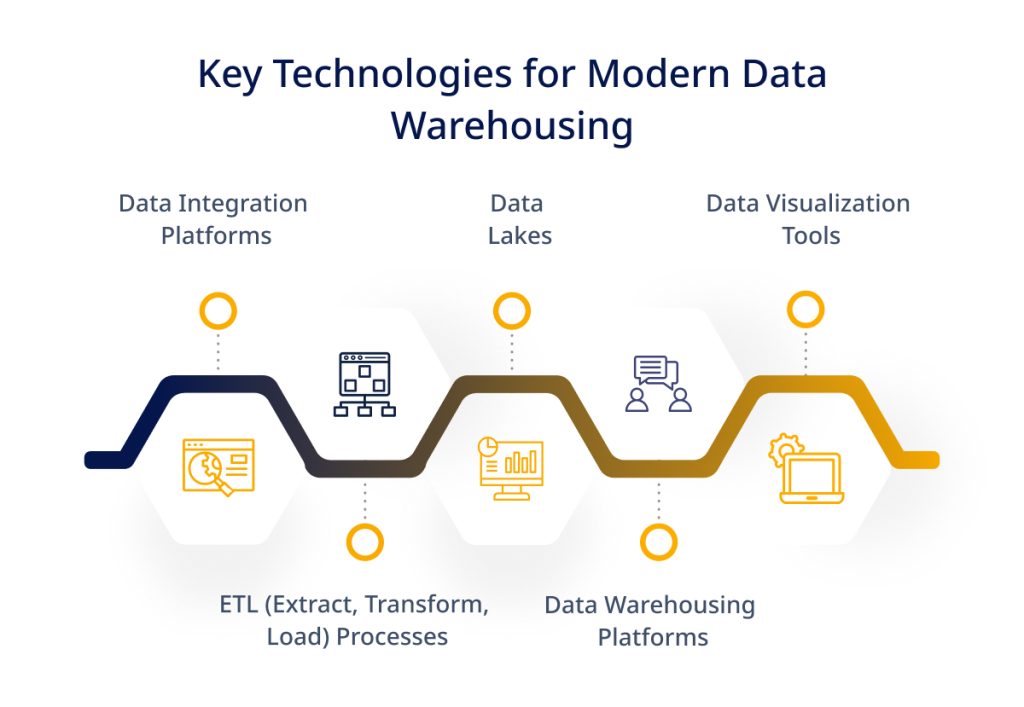 Key Technologies for Modern Data
Warehousing
Data Integration
Platforms
Data
Lakes
Data Visualization
Tools
ETL (Extract, Transform,
Load) Processes
Data Warehousing
Platforms